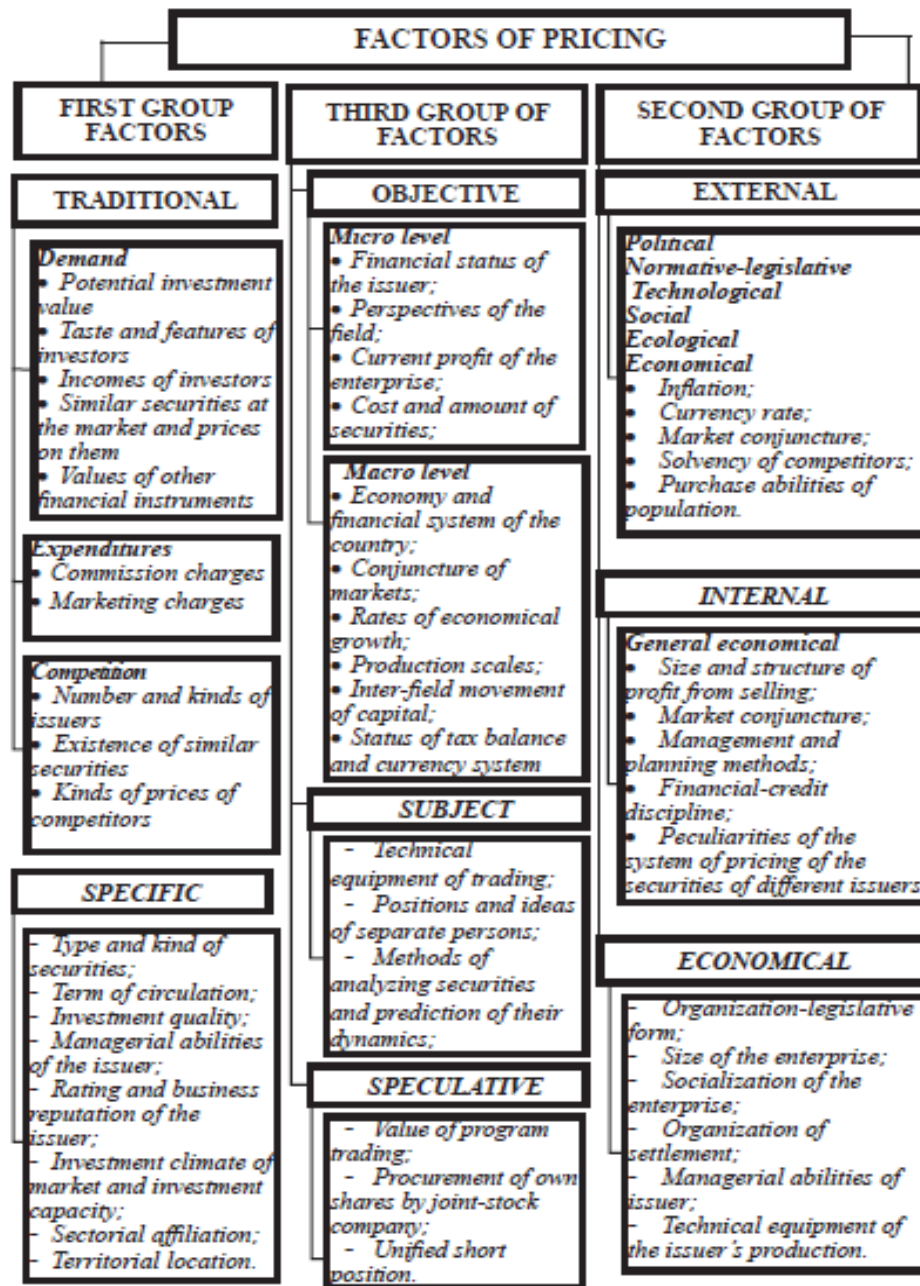 FACTORS OF PRICING
FIRST GROUP
FACTORS
TRADITIONAL
Demand
• Potential investment
value
• Taste and features of
investors
• Incomes of investors
• Similar securities at
the market and prices
on them
• Values of other
financial instruments
Expenditures
• Commission charges
• Marketing charges
Competition
• Number and kinds of
issuers
• Existence of similar
securities
• Kinds of prices of
competitors
SPECIFIC
- Type and kind of
securities;
- Term of circulation;
- Investment quality;
- Managerial abilities
of the issuer;
- Rating and business
reputation of the
issuer;
- Investment climate of
market and investment
capacity;
- Sectorial affiliation;
- Territorial location.
THIRD GROUP OF
FACTORS
OBJECTIVE
Micro level
• Financial status of
the issuer;
• Perspectives of the
field;
• Current profit of the
enterprise;
• Cost and amount of
securities;
Macro level
• Economy and
financial system of the
country;
• Conjuncture of
markets;
• Rates of economical
growth;
• Production scales;
• Inter-field movement
of capital;
• Status of tax balance
and currency system
SUBJECT
- Technical
equipment of trading;
- Positions and ideas
of separate persons;
- Methods of
analyzing securities
and prediction of their
dynamics;
SPECULATIVE
- Value of program
trading;
- Procurement of own
shares by joint-stock
company;
- Unified short
position.
SECOND GROUP OF
FACTORS
EXTERNAL
Political
Normative-legislative
Technological
Social
Ecological
Economical
• Inflation;
• Currency rate;
• Market conjuncture;
• Solvency of competitors;
• Purchase abilities of
population.
INTERNAL
General economical
• Size and structure of
profit from selling;
• Market conjuncture;
• Management and
planning methods;
• Financial-credit
discipline;
• Peculiarities of the
system of pricing of the
securities of different issuers
ECONOMICAL
- Organization-legislative
form;
- Size of the enterprise;
- Socialization of the
enterprise;
- Organization of
settlement;
- Managerial abilities of
issuer;
- Technical equipment of
the issuer's production.